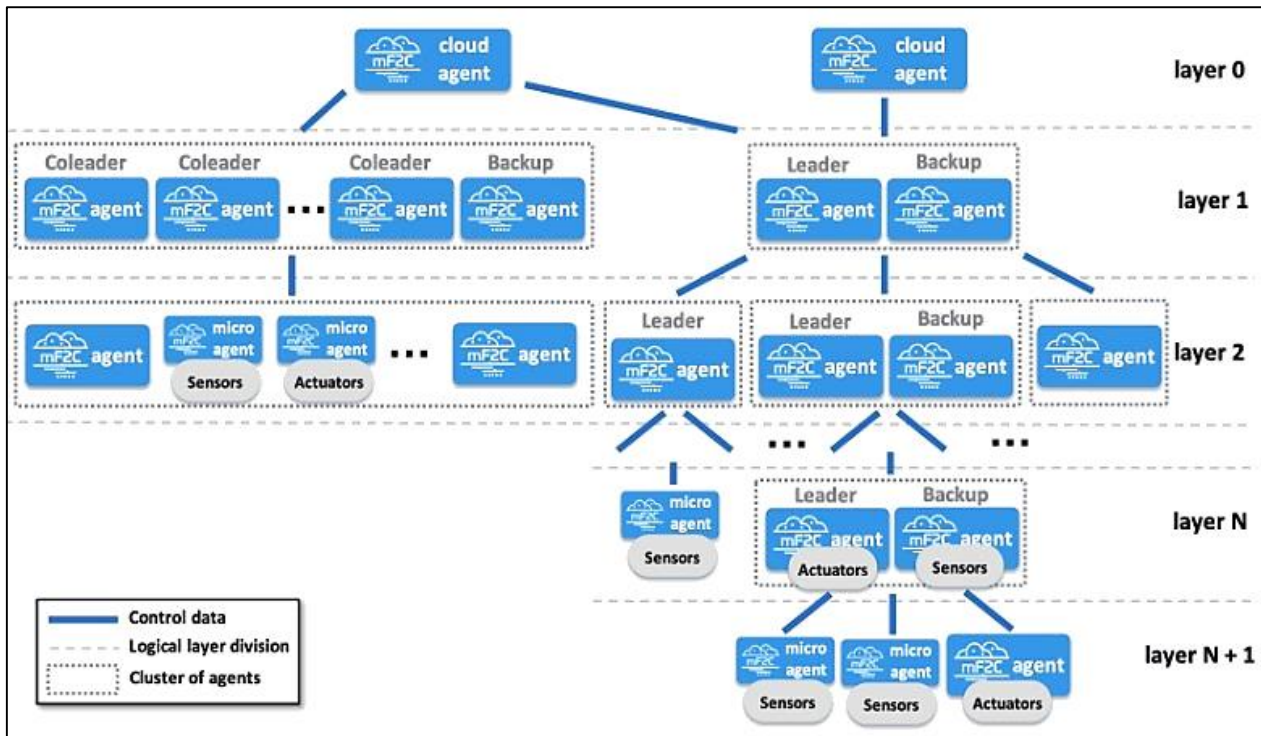 cloud
mF2C agent
cloud
mF2C agent
layer 0
Coleader Coleader Coleader Backup
mF2C agent mF2C agent ... mF2C agent mF2C agent
Leader Backup
mF2C agent mF2C agent
layer 1
mF2C agent
micro
mF2C agent
Sensors
micro
mF2C agent
Actuators
...
mF2C agent
Leader
mF2C agent
Leader Backup
mF2C agent mF2C agent
mF2C agent
layer 2
... ...
micro
mF2C agent
Sensors
Leader Backup
mF2C agent mF2C agent
Actuators Sensors
layer N
micro
mF2C agent
Sensors
micro
mF2C agent
Sensors
mF2C agent
Actuators
layer N + 1
Control data
Logical layer division
Cluster of agents